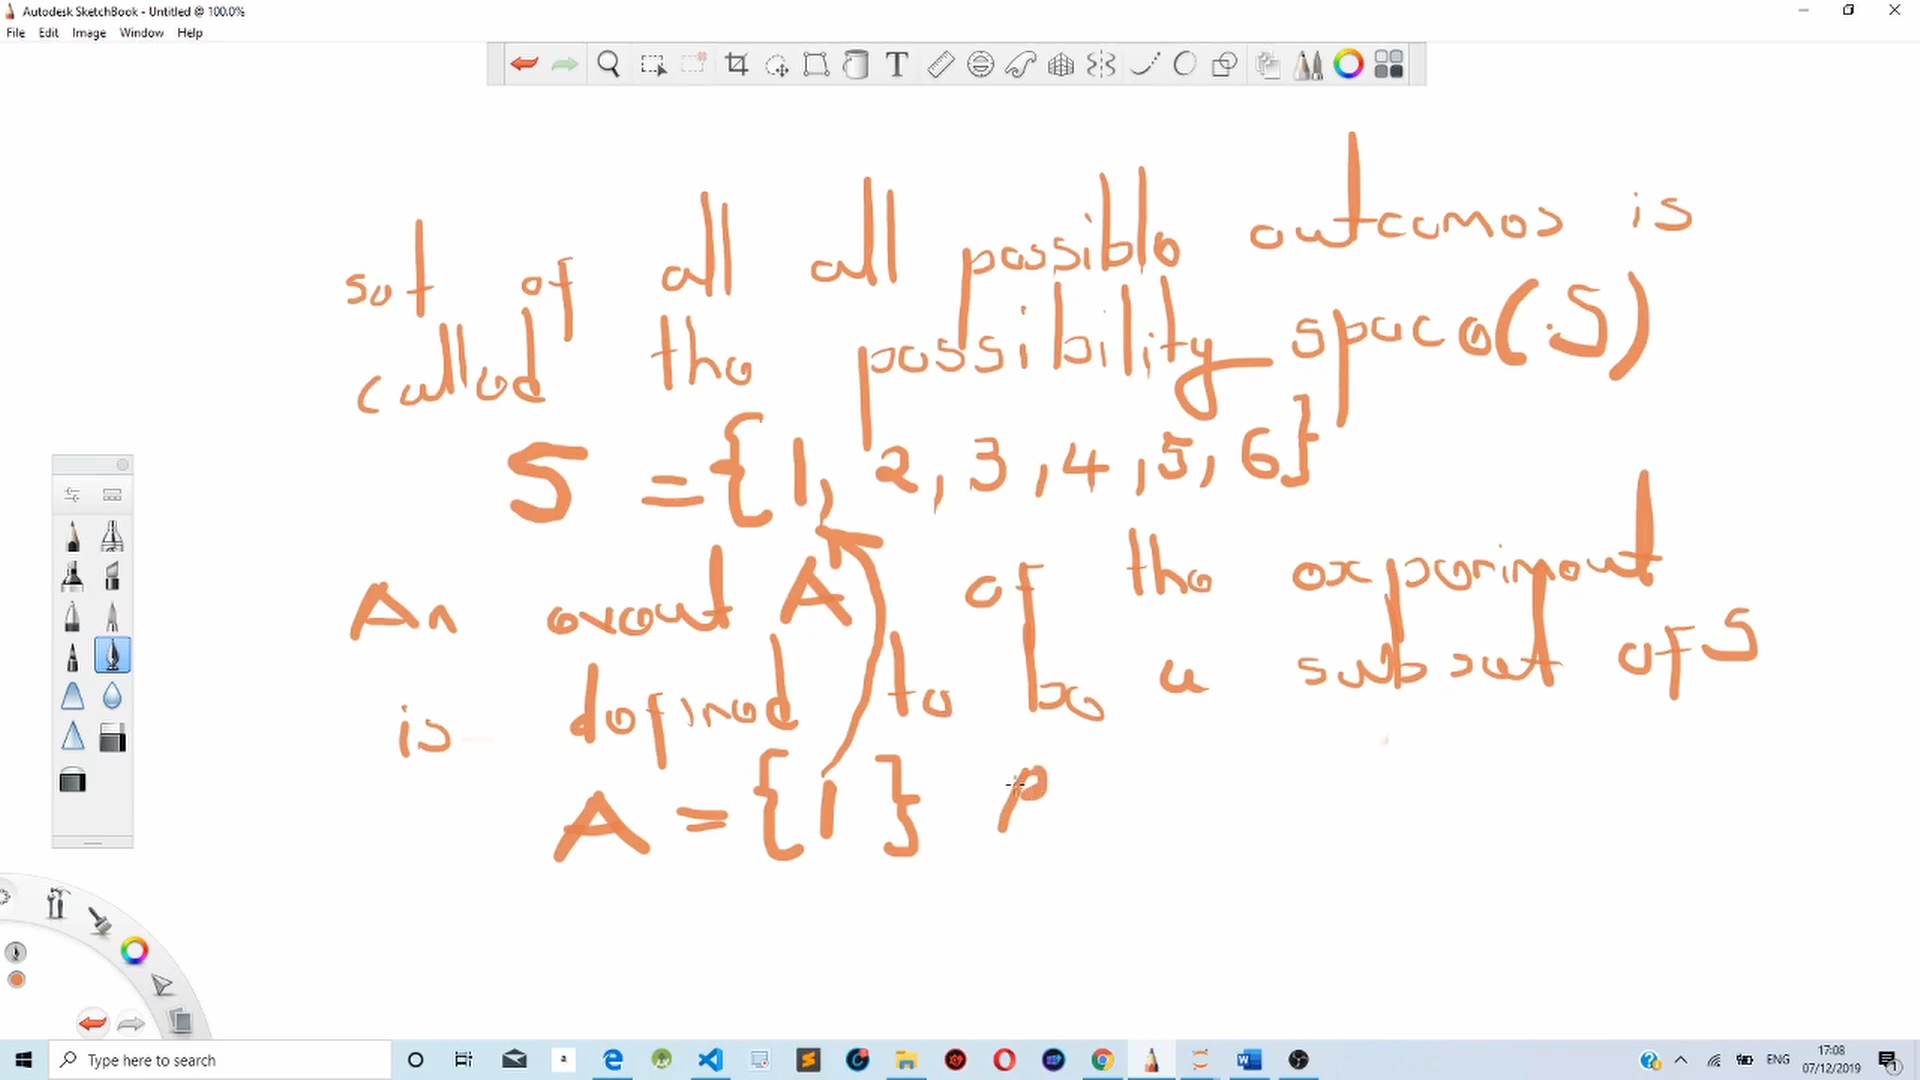 Autodesk SketchBook - Untitled @ 100.0%
File Edit Image Window Help
T
set of all all possible outcomes is
called the possibility space(.S)
S = {1, 2, 3, 4, 5, 6}
An event A of the experiment
is defined to be a subset of S
A = {1} P
Type here to search
ENG
17:08
07/12/2019